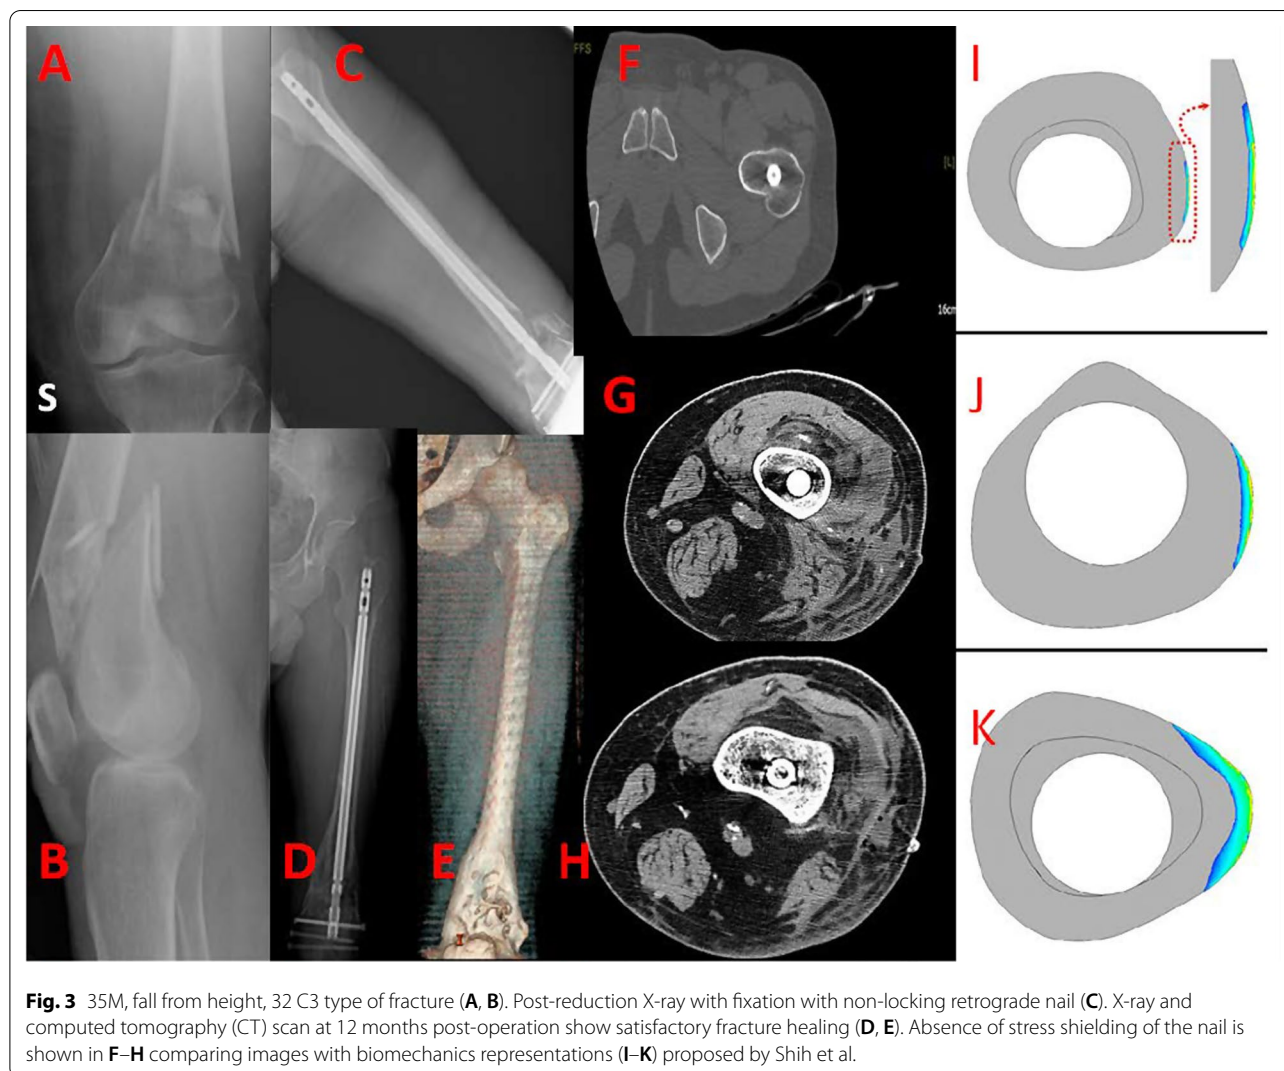 A
C
FFS
F
I
[L]
16cm
S
G
J
B
D
E
H
K
I
Fig. 3 35M, fall from height, 32 C3 type of fracture (A, B). Post-reduction X-ray with fixation with non-locking retrograde nail (C). X-ray and
computed tomography (CT) scan at 12 months post-operation show satisfactory fracture healing (D, E). Absence of stress shielding of the nail is
shown in F–H comparing images with biomechanics representations (I–K) proposed by Shih et al.